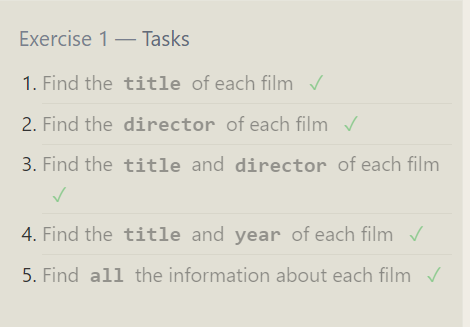 Exercise 1 — Tasks
1. Find the title of each film ✓
2. Find the director of each film ✓
3. Find the title and director of each film
✓
4. Find the title and year of each film ✓
5. Find all the information about each film ✓